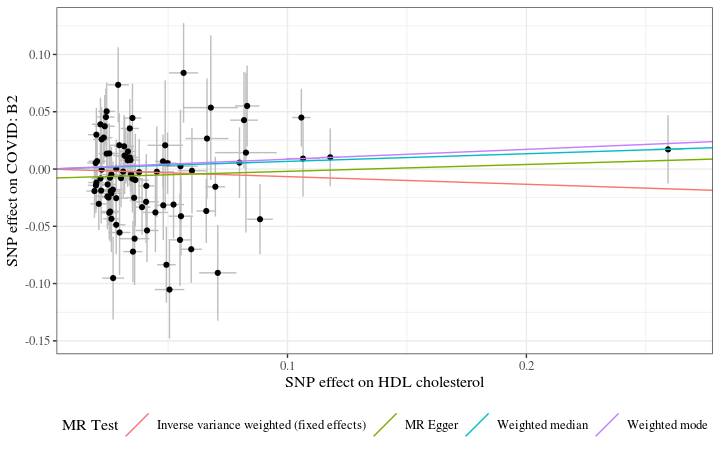 SNP effect on COVID: B2
0.10
0.05
0.00
-0.05
-0.10
-0.15
0.1
0.2
SNP effect on HDL cholesterol
MR Test
Inverse variance weighted (fixed effects)
MR Egger
Weighted median
Weighted mode